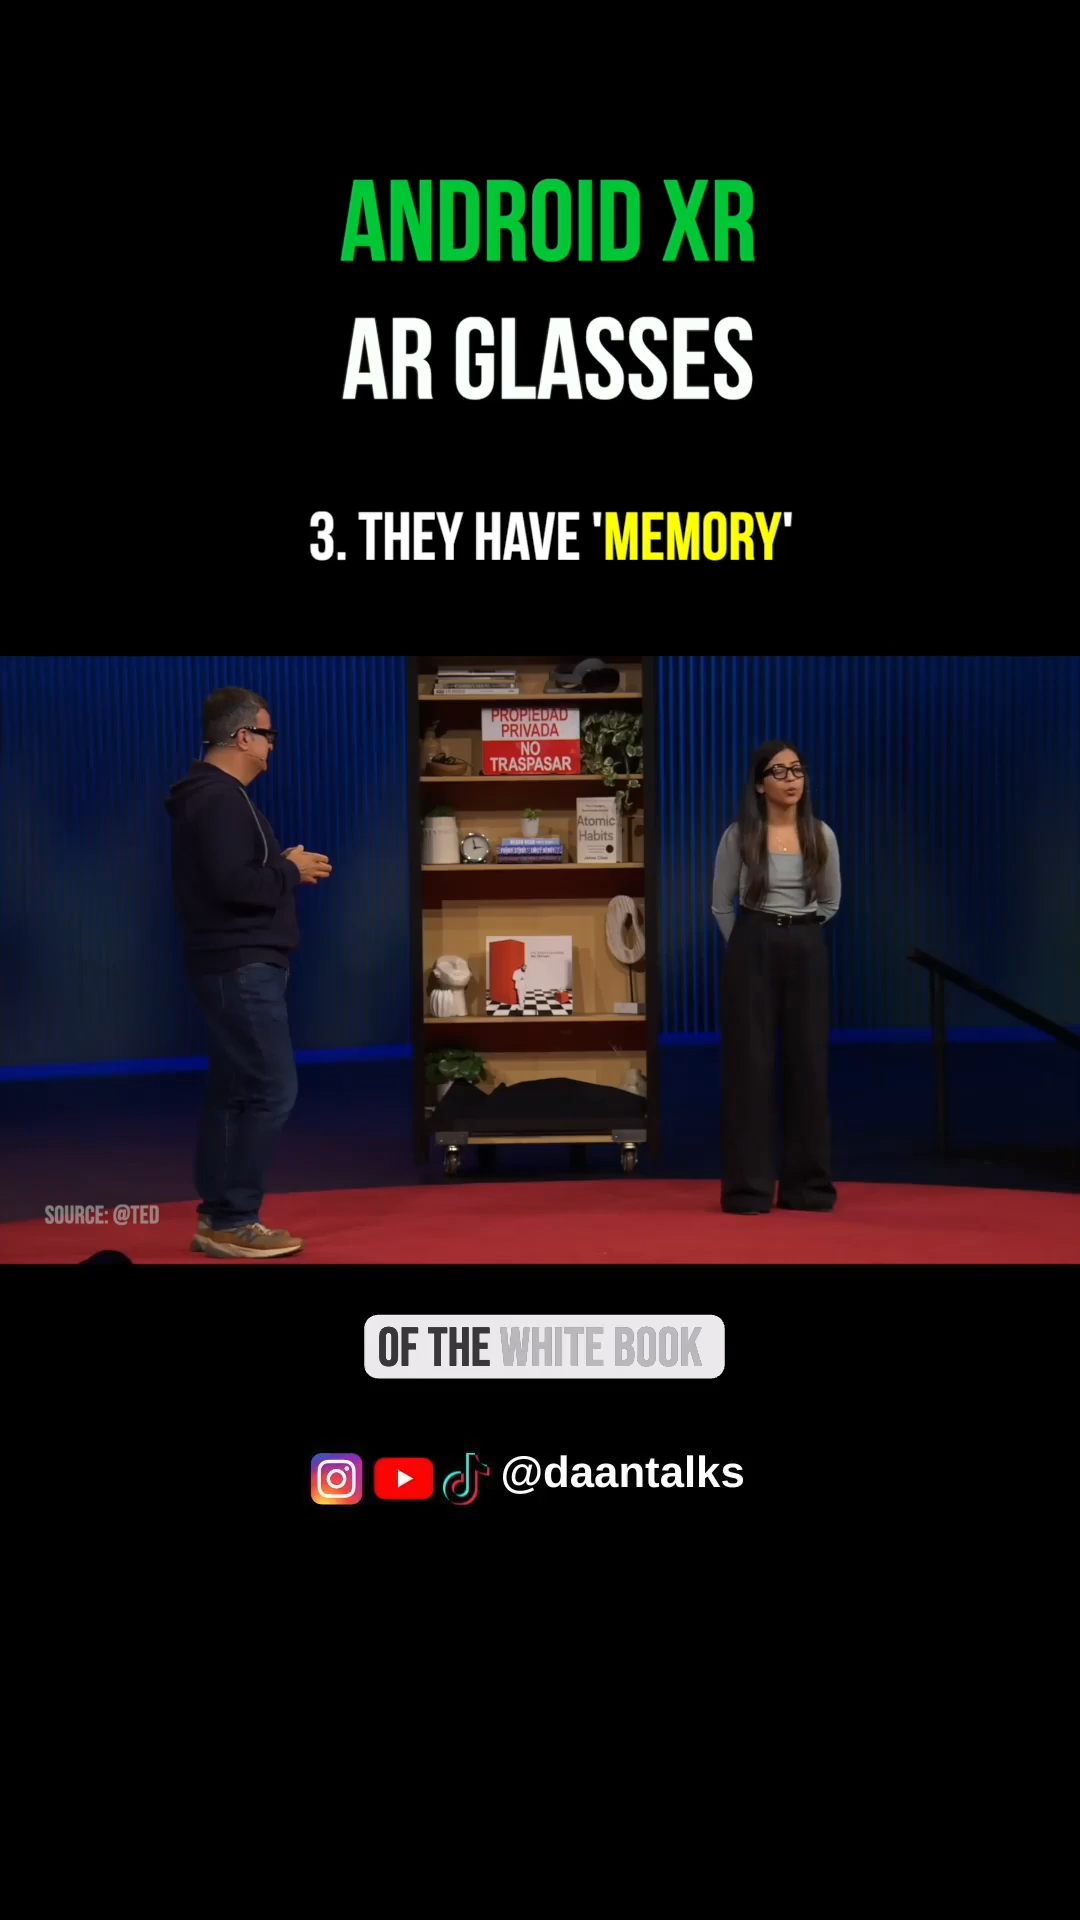 ANDROID XR
AR GLASSES
3. THEY HAVE 'MEMORY'
PROPIEDAD
PRIVADA
NO
TRASPASAR
Atomic
Habits
SOURCE: @TED
OF THE WHITE BOOK
@daantalks